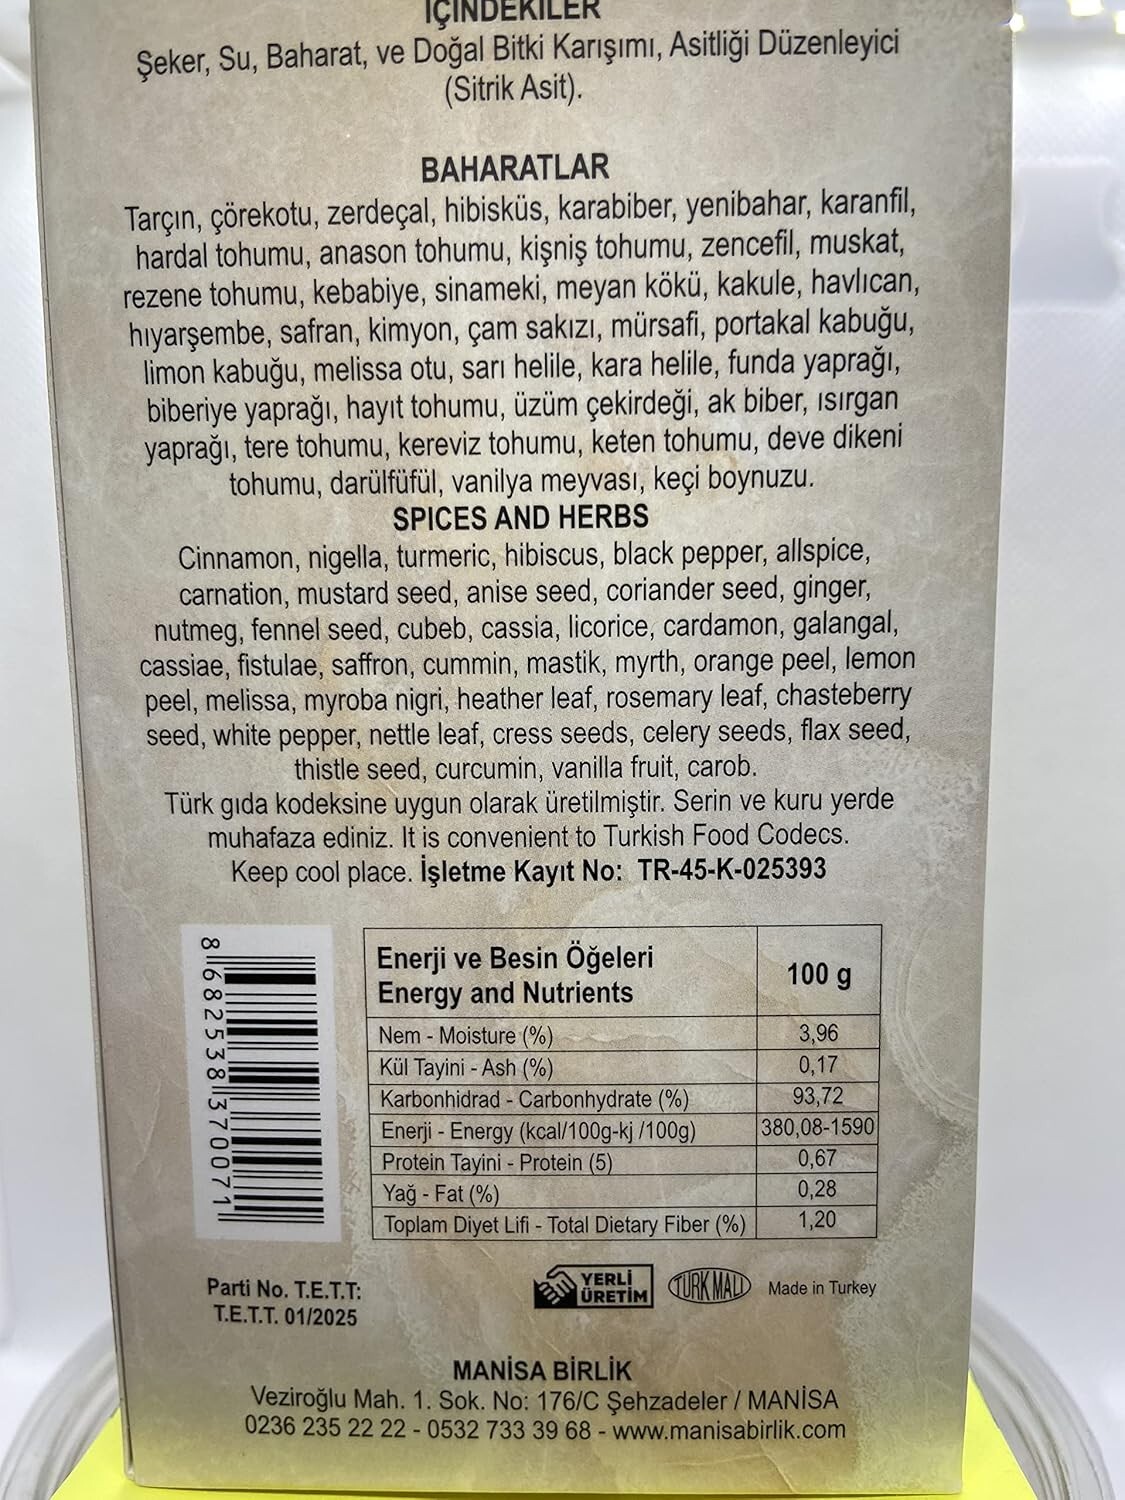 İÇİNDEKİLER
Şeker, Su, Baharat, ve Doğal Bitki Karışımı, Asitliği Düzenleyici
(Sitrik Asit).
BAHARATLAR
Tarçın, çörekotu, zerdeçal, hibisküs, karabiber, yenibahar, karanfil,
hardal tohumu, anason tohumu, kişniş tohumu, zencefil, muskat,
rezene tohumu, kebabiye, sinameki, meyan kökü, kakule, havlıcan,
hıyarşembe, safran, kimyon, çam sakızı, mürsafi, portakal kabuğu,
limon kabuğu, melissa otu, sarı helile, kara helile, funda yaprağı,
biberiye yaprağı, hayıt tohumu, üzüm çekirdeği, ak biber, ısırgan
yaprağı, tere tohumu, kereviz tohumu, keten tohumu, deve dikeni
tohumu, darülfüfül, vanilya meyvası, keçi boynuzu.
SPICES AND HERBS
Cinnamon, nigella, turmeric, hibiscus, black pepper, allspice,
carnation, mustard seed, anise seed, coriander seed, ginger,
nutmeg, fennel seed, cubeb, cassia, licorice, cardamon, galangal,
cassiae, fistulae, saffron, cummin, mastik, myrth, orange peel, lemon
peel, melissa, myroba nigri, heather leaf, rosemary leaf, chasteberry
seed, white pepper, nettle leaf, cress seeds, celery seeds, flax seed,
thistle seed, curcumin, vanilla fruit, carob.
Türk gıda kodeksine uygun olarak üretilmiştir. Serin ve kuru yerde
muhafaza ediniz. It is convenient to Turkish Food Codecs.
Keep cool place. İşletme Kayıt No: TR-45-K-025393
8 682538 370071
Enerji ve Besin Öğeleri
Energy and Nutrients
100 g
Nem - Moisture (%) 3,96
Kül Tayini - Ash (%) 0,17
Karbonhidrad - Carbonhydrate (%) 93,72
Enerji - Energy (kcal/100g-kj /100g) 380,08-1590
Protein Tayini - Protein (5) 0,67
Yağ - Fat (%) 0,28
Toplam Diyet Lifi - Total Dietary Fiber (%) 1,20
Parti No. T.E.T.T:
T.E.T.T. 01/2025
YERLİ
ÜRETİM
TÜRK MALI
Made in Turkey
MANİSA BİRLİK
Veziroğlu Mah. 1. Sok. No: 176/C Şehzadeler / MANİSA
0236 235 22 22 - 0532 733 39 68 - www.manisabirlik.com